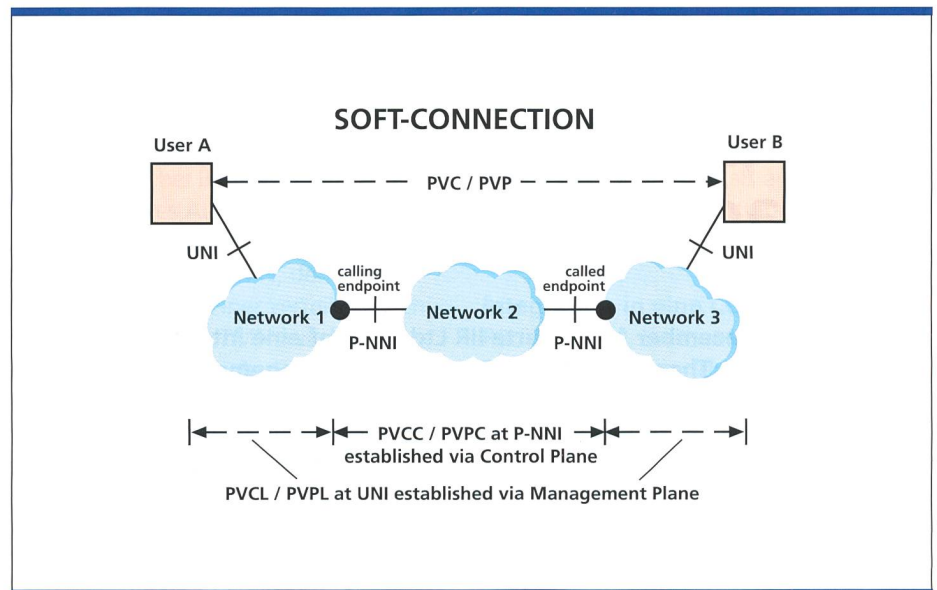 SOFT-CONNECTION
User A
User B
PVC / PVP
UNI
UNI
calling
endpoint
called
endpoint
Network 1
Network 2
Network 3
P-NNI
P-NNI
PVCC / PVPC at P-NNI
established via Control Plane
PVCL / PVPL at UNI established via Management Plane